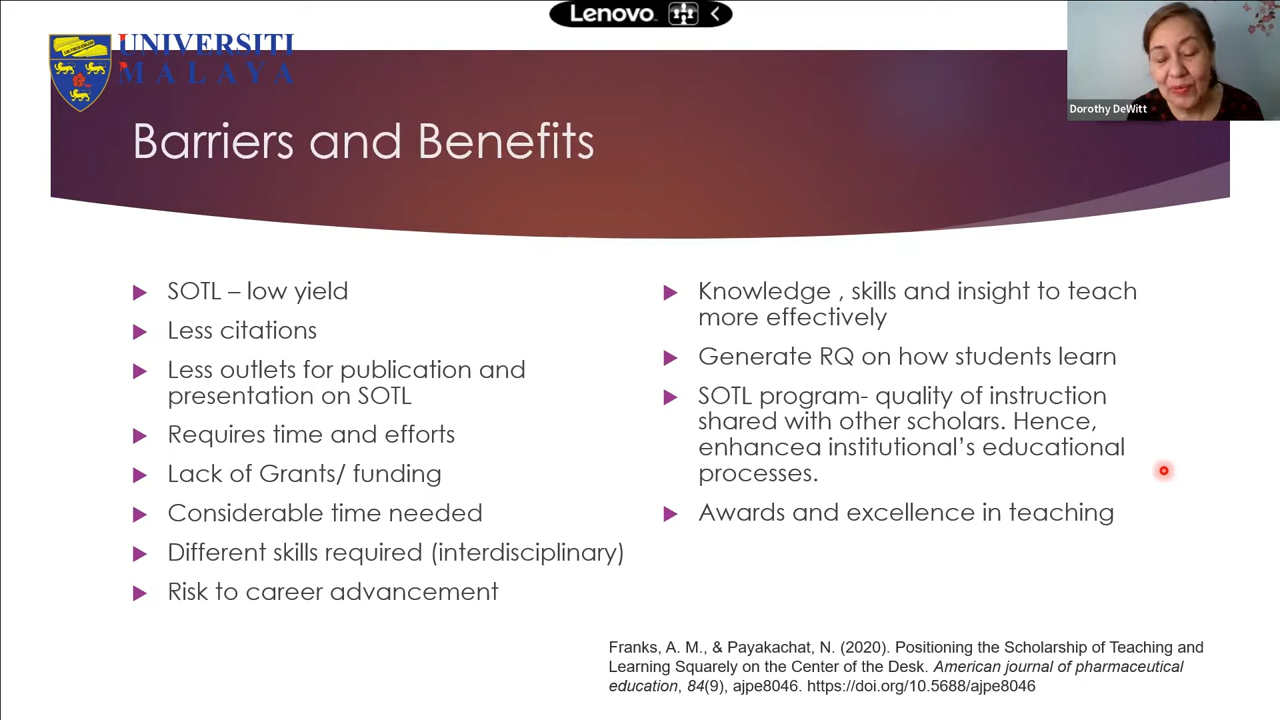 Lenovo
UNIVERSITI
MALAYA
Dorothy DeWitt
Barriers and Benefits
SOTL – low yield
Less citations
Less outlets for publication and
presentation on SOTL
Requires time and efforts
Lack of Grants/ funding
Considerable time needed
Different skills required (interdisciplinary)
Risk to career advancement
Knowledge , skills and insight to teach
more effectively
Generate RQ on how students learn
SOTL program- quality of instruction
shared with other scholars. Hence,
enhancea institutional’s educational
processes.
Awards and excellence in teaching
Franks, A. M., & Payakachat, N. (2020). Positioning the Scholarship of Teaching and
Learning Squarely on the Center of the Desk. American journal of pharmaceutical
education, 84(9), ajpe8046. https://doi.org/10.5688/ajpe8046